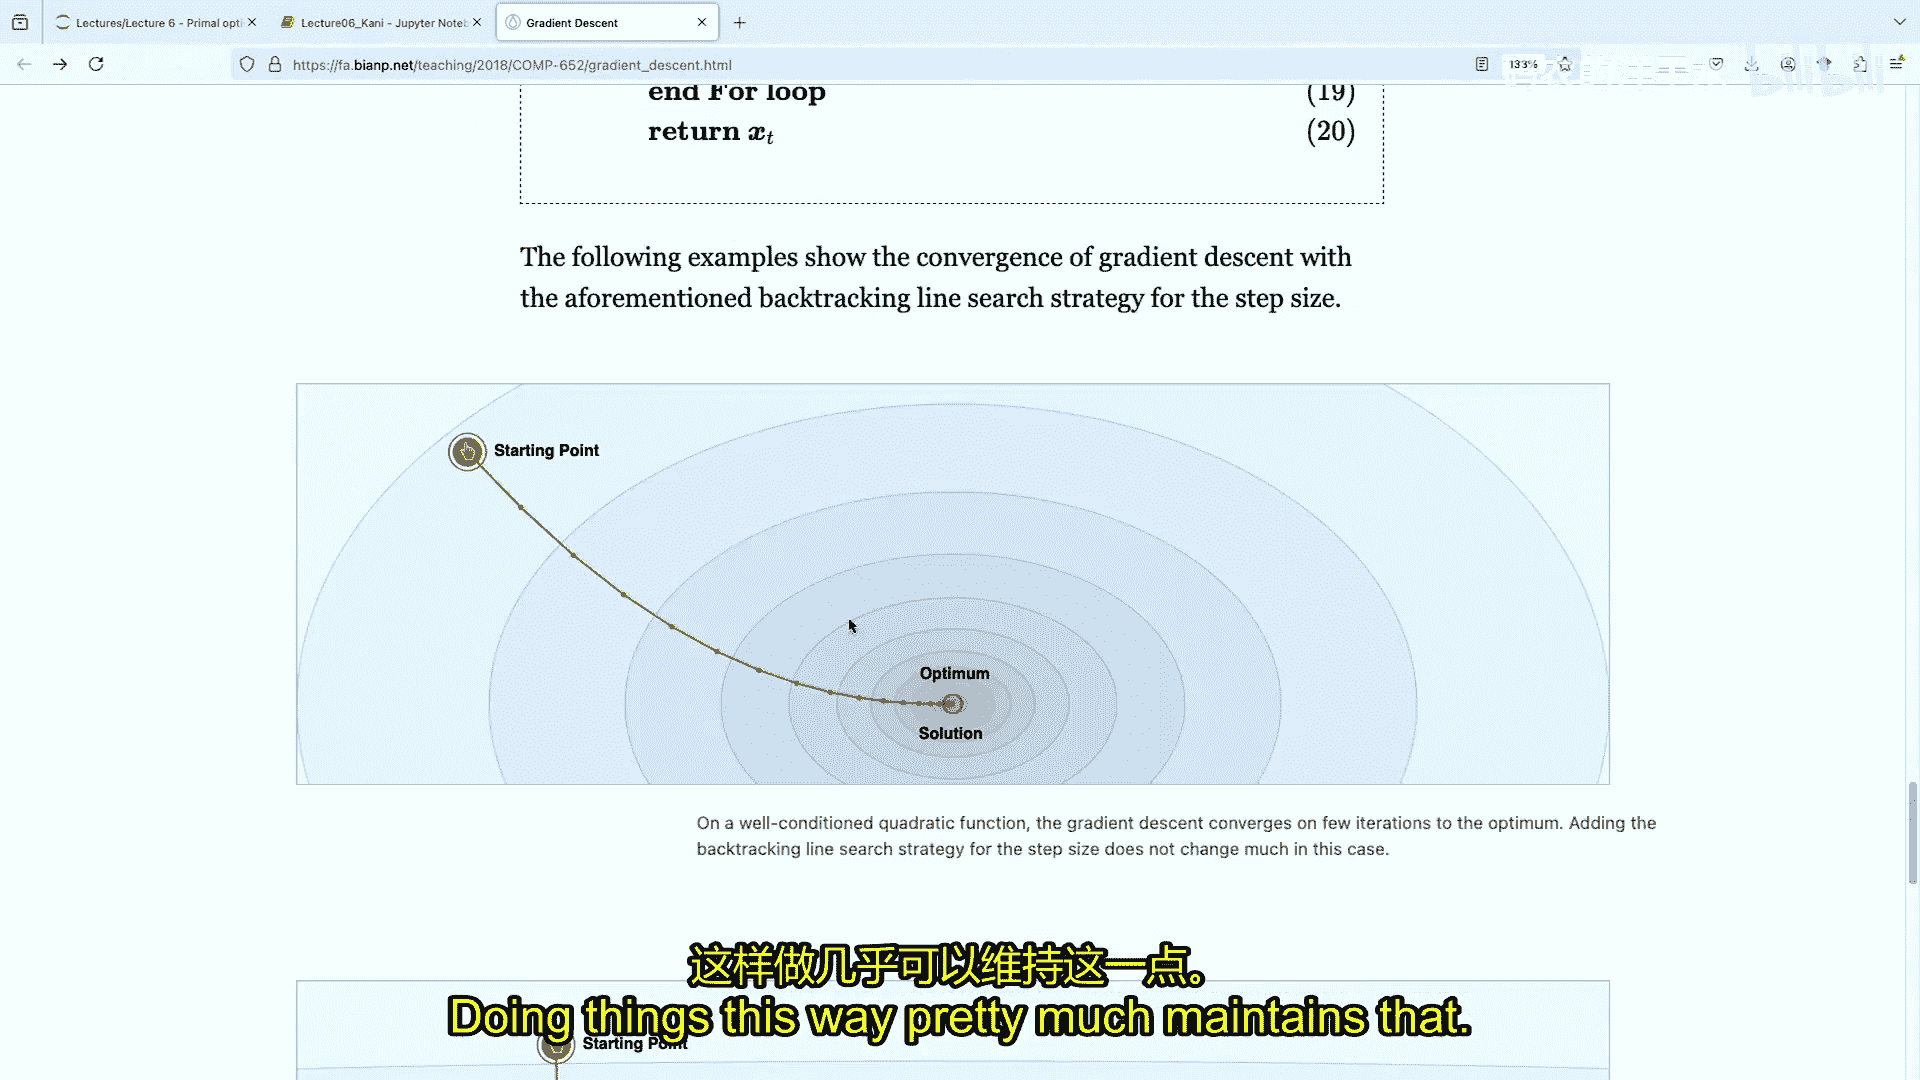 Lectures/Lecture 6 - Primal opti
Lecture06_Kani - Jupyter Noteb
Gradient Descent
https://fa.bianp.net/teaching/2018/COMP-652/gradient_descent.html
133%
end For loop (19)
return xₜ (20)
The following examples show the convergence of gradient descent with
the aforementioned backtracking line search strategy for the step size.
Starting Point
Optimum
Solution
On a well-conditioned quadratic function, the gradient descent converges on few iterations to the optimum. Adding the
backtracking line search strategy for the step size does not change much in this case.
这样做几乎可以维持这一点。
Doing things this way pretty much maintains that.
Starting Point